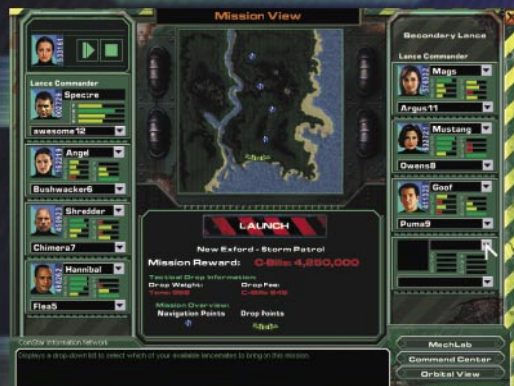 Mission View
Lance Commander
Spectre
awesome12
Angel
Bushwacker6
Shredder
Chimera7
Hannibal
Flea5
LAUNCH
New Exford - Storm Patrol
Mission Reward: C-Bills: 4,250,000
Tactical Drop Information:
Drop Weight: Drop Fee:
Mission Overview:
Navigation Points Drop Points
Secondary Lance
Lance Commander
Mags
Argus11
Mustang
Owens8
Goof
Puma9
ComStar Information Network
Displays a drop-down list to select which of your available lancemates to bring on this mission.
MechLab
Command Center
Orbital View